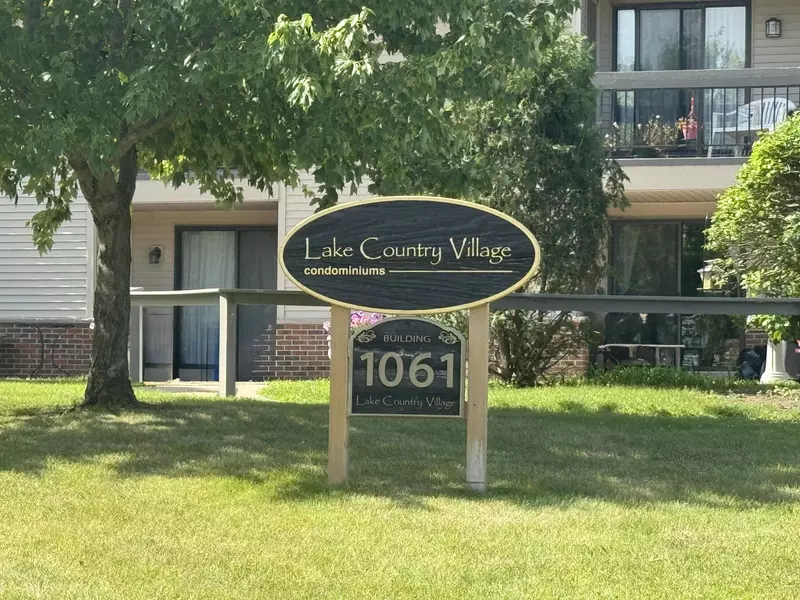 Lake Country Village
condominiums
BUILDING
1061
Lake Country Village